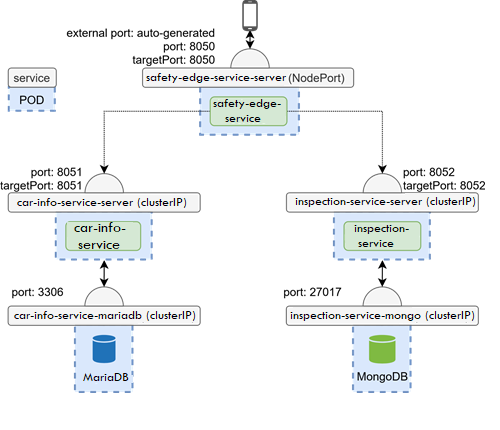 external port: auto-generated
port: 8050
targetPort: 8050
safety-edge-service-server (NodePort)
service
POD
safety-edge-
service
port: 8051
targetPort: 8051
car-info-service-server (clusterIP)
port: 8052
targetPort: 8052
inspection-service-server (clusterIP)
car-info-
service
inspection-
service
port: 3306
car-info-service-mariadb (clusterIP)
port: 27017
inspection-service-mongo (clusterIP)
MariaDB
MongoDB